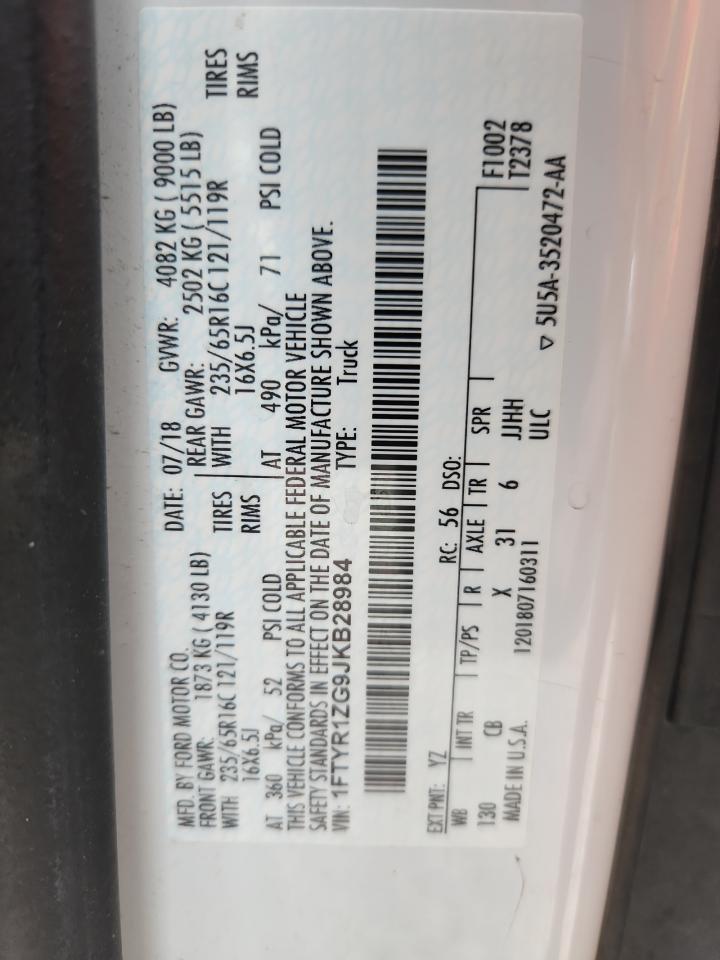 MFD. BY FORD MOTOR CO.
DATE: 07/18 GVWR: 4082 KG ( 9000 LB)
FRONT GAWR: 1873 KG ( 4130 LB)
REAR GAWR: 2502 KG ( 5515 LB)
WITH 235/65R16C 121/119R TIRES
WITH 235/65R16C 121/119R TIRES
16X6.5J RIMS
16X6.5J RIMS
AT 360 kPa/ 52 PSI COLD
AT 490 kPa/ 71 PSI COLD
THIS VEHICLE CONFORMS TO ALL APPLICABLE FEDERAL MOTOR VEHICLE
SAFETY STANDARDS IN EFFECT ON THE DATE OF MANUFACTURE SHOWN ABOVE.
VIN: 1FTYR1ZG9JKB28984 TYPE: Truck
EXT PNT: YZ RC: 56 DSO:
WB INT TR TP/PS R AXLE TR SPR F1002
130 CB X 31 6 JJHH T2378
MADE IN U.S.A. 1201807160311 ULC
▽ 5U5A-3520472-AA